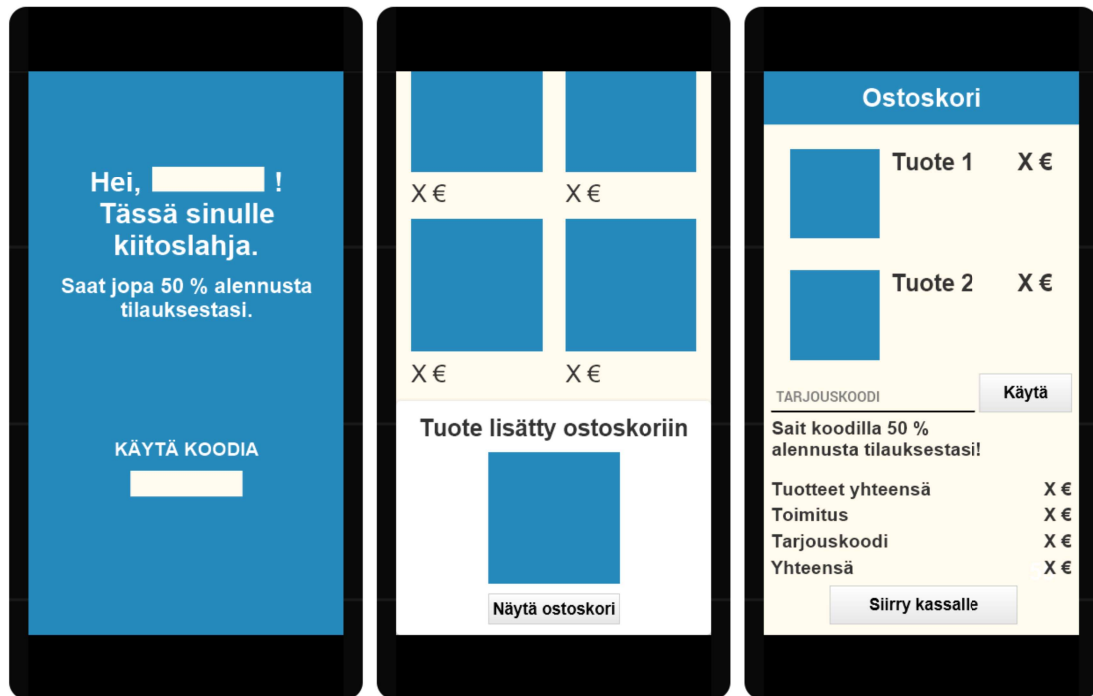 Hei, !
Tässä sinulle
kiitoslahja.
Saat jopa 50 % alennusta
tilauksestasi.
KÄYTÄ KOODIA
X € X €
X € X €
Tuote lisätty ostoskoriin
Näytä ostoskori
Ostoskori
Tuote 1 X €
Tuote 2 X €
TARJOUSKOODI Käytä
Sait koodilla 50 %
alennusta tilauksestasi!
Tuotteet yhteensä X €
Toimitus X €
Tarjouskoodi X €
Yhteensä X €
Siirry kassalle